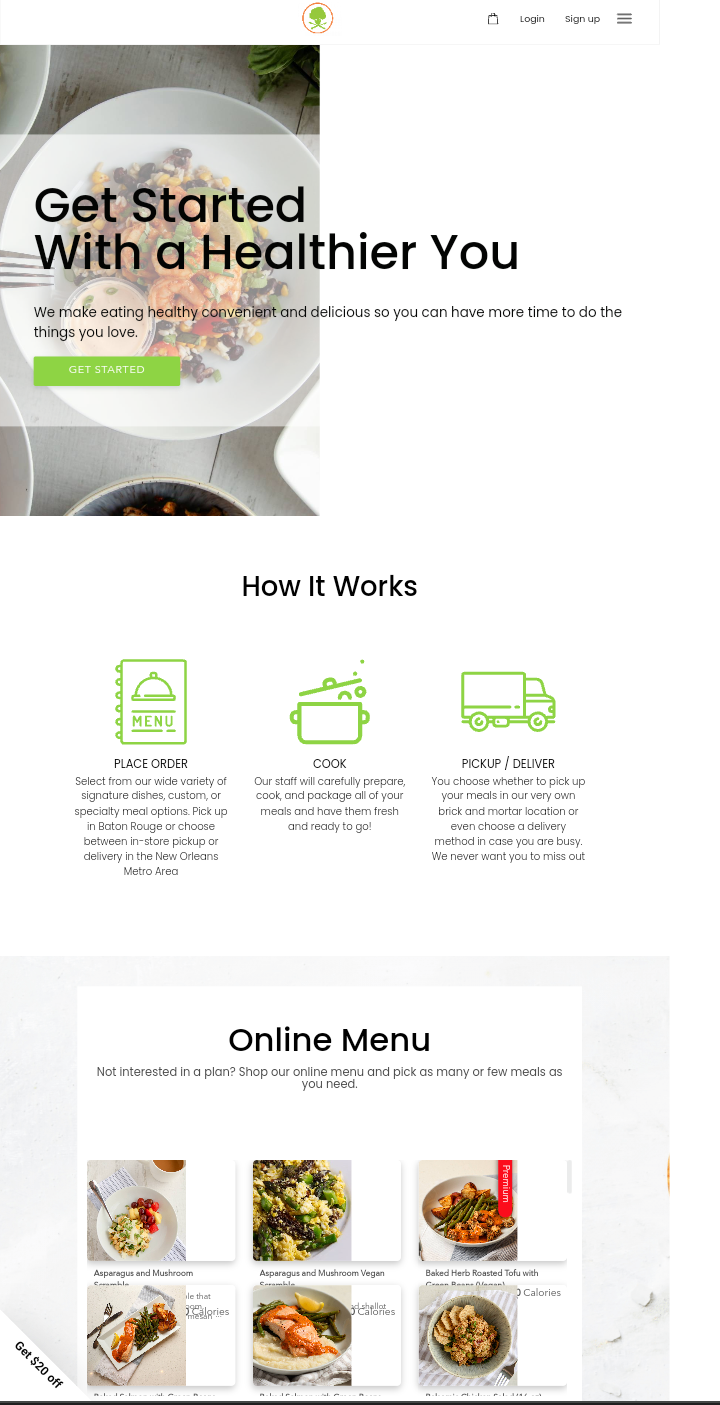 Login
Sign up
Get Started
With a Healthier You
We make eating healthy convenient and delicious so you can have more time to do the
things you love.
GET STARTED
How It Works
MENU
PLACE ORDER
Select from our wide variety of
signature dishes, custom, or
specialty meal options. Pick up
in Baton Rouge or choose
between in-store pickup or
delivery in the New Orleans
Metro Area
COOK
Our staff will carefully prepare,
cook, and package all of your
meals and have them fresh
and ready to go!
PICKUP / DELIVER
You choose whether to pick up
your meals in our very own
brick and mortar location or
even choose a delivery
method in case you are busy.
We never want you to miss out
Online Menu
Not interested in a plan? Shop our online menu and pick as many or few meals as
you need.
Premium
Asparagus and Mushroom
Scramble
Asparagus and Mushroom Vegan
Scramble
Baked Herb Roasted Tofu with
Green Beans (Vegan)
that
Calories
shallot
Calories
Calories
Baked Salmon with Green Beans
Baked Salmon with Green Beans
Balsamic Chicken Salad (16 oz)
Get $20 off